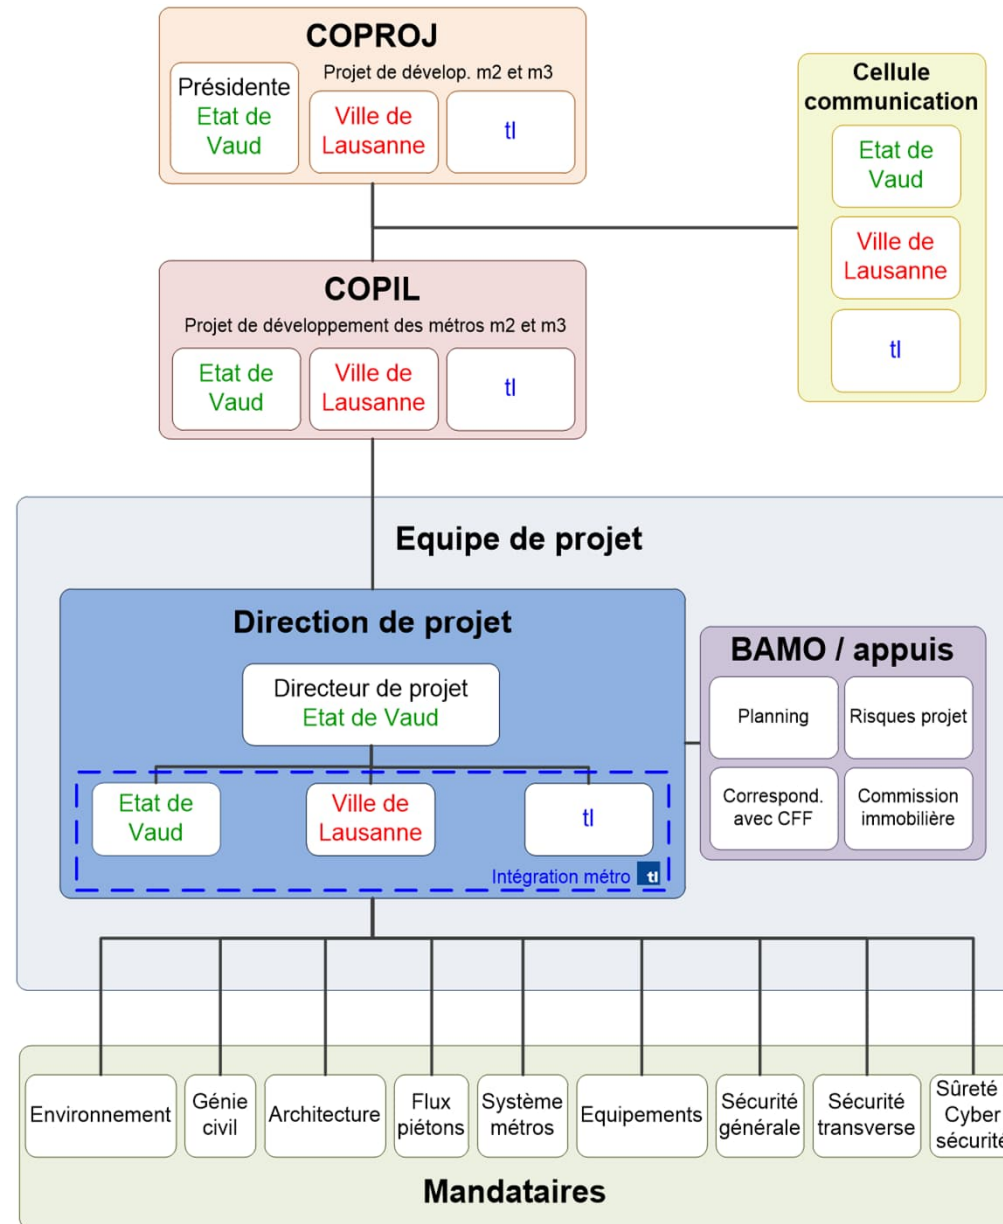 COPROJ
Projet de dévelop. m2 et m3
Présidente
Etat de
Vaud
Ville de
Lausanne
tl
Cellule
communication
Etat de
Vaud
Ville de
Lausanne
tl
COPIL
Projet de développement des métros m2 et m3
Etat de
Vaud
Ville de
Lausanne
tl
Equipe de projet
Direction de projet
Directeur de projet
Etat de Vaud
Etat de
Vaud
Ville de
Lausanne
tl
Intégration métro tl
BAMO / appuis
Planning
Risques projet
Correspond.
avec CFF
Commission
immobilière
Environnement
Génie
civil
Architecture
Flux
piétons
Système
métros
Equipements
Sécurité
générale
Sécurité
transverse
Sûreté
Cyber
sécurité
Mandataires